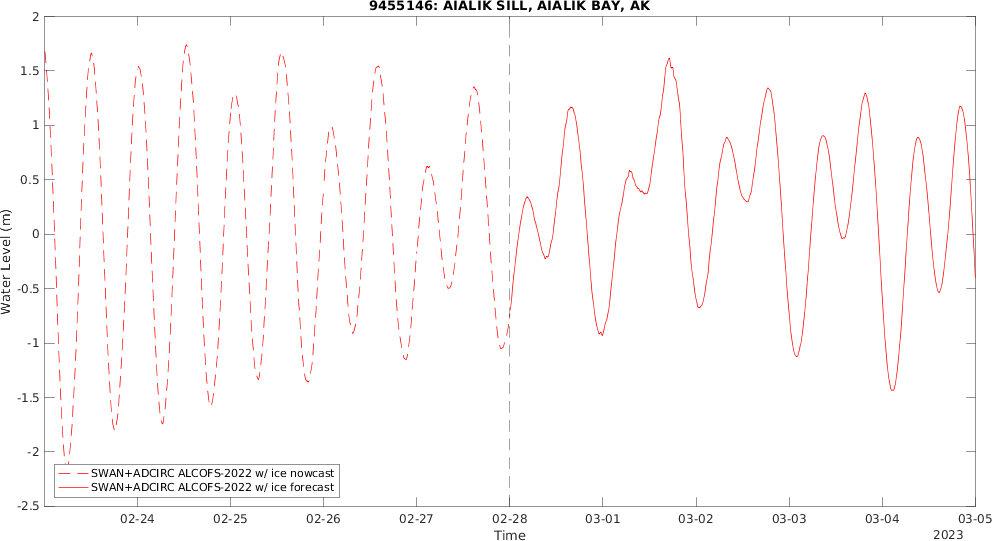 9455146: AIALIK SILL, AIALIK BAY, AK
2
1.5
1
0.5
0
-0.5
-1
-1.5
-2
-2.5
Water Level (m)
SWAN+ADCIRC ALCOFS-2022 w/ ice nowcast
SWAN+ADCIRC ALCOFS-2022 w/ ice forecast
02-24 02-25 02-26 02-27 02-28 03-01 03-02 03-03 03-04 03-05
Time
2023